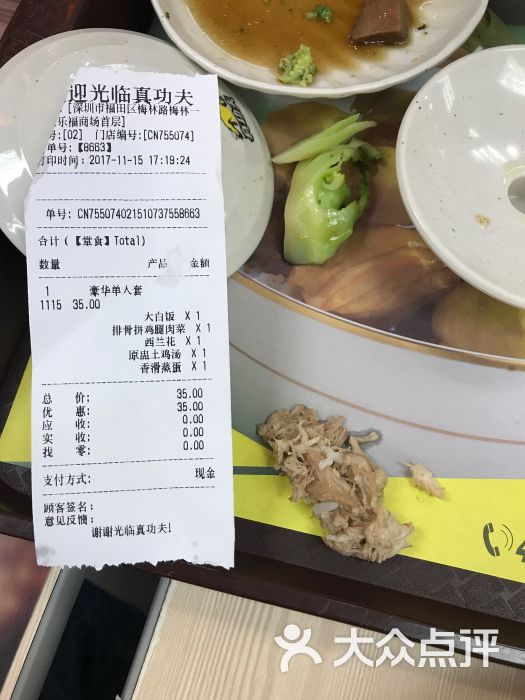 迎光临真功夫
:[深圳市福田区梅林路梅林一
乐福商场首层]
号:[02] 门店编号:[CN755074]
单号:【8663】
印时间:2017-11-15 17:19:24
单号:CN755074021510737558663
合计(【堂食】Total)
数量 产品 金额
1 豪华单人套
1115 35.00
大白饭 X 1
排骨拼鸡腿肉菜 X 1
西兰花 X 1
原盅土鸡汤 X 1
香滑蒸蛋 X 1
总 价: 35.00
优 惠: 35.00
应 收: 0.00
实 收: 0.00
找 零: 0.00
支付方式: 现金
顾客签名:
意见反馈:
谢谢光临真功夫!
大众点评